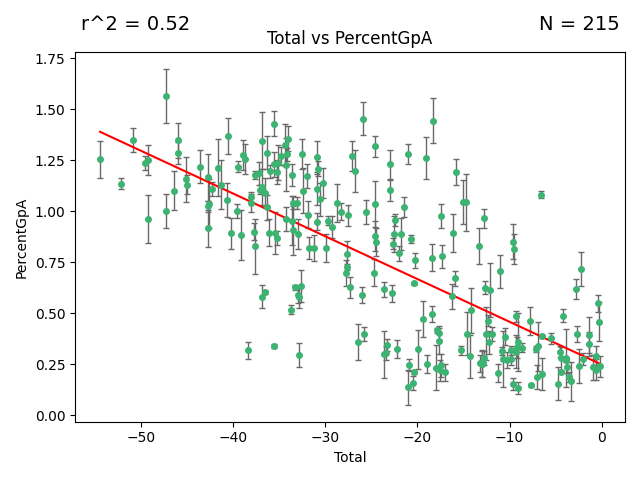 r^2 = 0.52
N = 215
Total vs PercentGpA
PercentGpA
1.75
1.50
1.25
1.00
0.75
0.50
0.25
0.00
−50
−40
−30
−20
−10
0
Total